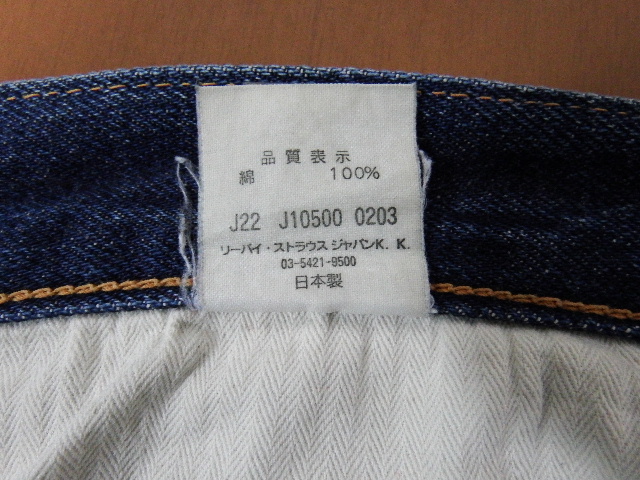 品質表示
綿 100%
J22 J10500 0203
リーバイ・ストラウス ジャパンK. K.
03-5421-9500
日本製